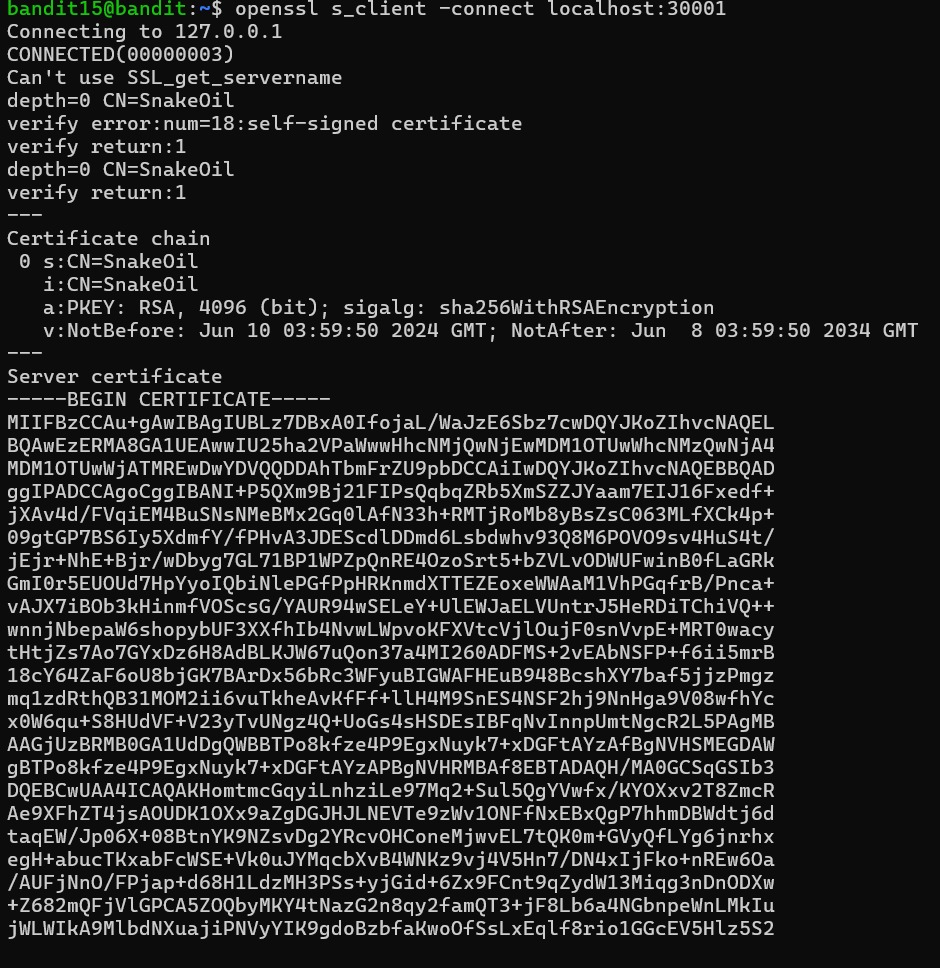 bandit15@bandit:~$ openssl s_client -connect localhost:30001
Connecting to 127.0.0.1
CONNECTED(00000003)
Can't use SSL_get_servername
depth=0 CN=SnakeOil
verify error:num=18:self-signed certificate
verify return:1
depth=0 CN=SnakeOil
verify return:1
---
Certificate chain
 0 s:CN=SnakeOil
   i:CN=SnakeOil
   a:PKEY: RSA, 4096 (bit); sigalg: sha256WithRSAEncryption
   v:NotBefore: Jun 10 03:59:50 2024 GMT; NotAfter: Jun  8 03:59:50 2034 GMT
---
Server certificate
-----BEGIN CERTIFICATE-----
MIIFBzCCAu+gAwIBAgIUBLz7DBxA0IfojaL/WaJzE6Sbz7cwDQYJKoZIhvcNAQEL
BQAwEzERMA8GA1UEAwwIU25ha2VPaWwwHhcNMjQwNjEwMDM1OTUwWhcNMzQwNjA4
MDM1OTUwWjATMREwDwYDVQQDDAhTbmFrZU9pbDCCAiIwDQYJKoZIhvcNAQEBBQAD
ggIPADCCAgoCggIBANI+P5QXm9Bj21FIPsQqbqZRb5XmSZZJYaam7EIJ16Fxedf+
jXAv4d/FVqiEM4BuSNsNMeBMx2Gq0lAfN33h+RMTjRoMb8yBsZsC063MLfXCk4p+
09gtGP7BS6Iy5XdmfY/fPHvA3JDEScdlDDmd6Lsbdwhv93Q8M6POVO9sv4HuS4t/
jEjr+NhE+Bjr/wDbyg7GL71BP1WPZpQnRE4OzoSrt5+bZVLvODWUFwinB0fLaGRk
GmI0r5EUOUd7HpYyoIQbiNlePGfPpHRKnmdXTTEZEoxeWWAaM1VhPGqfrB/Pnca+
vAJX7iBOb3kHinmfVOScsG/YAUR94wSELeY+UlEWJaELVUntrJ5HeRDiTChiVQ++
wnnjNbepaW6shopybUF3XXfhIb4NvwLWpvoKFXVtcVjlOujF0snVvpE+MRT0wacy
tHtjZs7Ao7GYxDz6H8AdBLKJW67uQon37a4MI260ADFMS+2vEAbNSFP+f6ii5mrB
18cY64ZaF6oU8bjGK7BArDx56bRc3WFyuBIGWAFHEuB948BcshXY7baf5jjzPmgz
mq1zdRthQB31MOM2ii6vuTkheAvKfFf+llH4M9SnES4NSF2hj9NnHga9V08wfhYc
x0W6qu+S8HUdVF+V23yTvUNgz4Q+UoGs4sHSDEsIBFqNvInnpUmtNgcR2L5PAgMB
AAGjUzBRMB0GA1UdDgQWBBTPo8kfze4P9EgxNuyk7+xDGFtAYzAfBgNVHSMEGDAW
gBTPo8kfze4P9EgxNuyk7+xDGFtAYzAPBgNVHRMBAf8EBTADAQH/MA0GCSqGSIb3
DQEBCwUAA4ICAQAKHomtmcGqyiLnhziLe97Mq2+Sul5QgYVwfx/KYOXxv2T8ZmcR
Ae9XFhZT4jsAOUDK1OXx9aZgDGJHJLNEVTe9zWv1ONFfNxEBxQgP7hhmDBWdtj6d
taqEW/Jp06X+08BtnYK9NZsvDg2YRcvOHConeMjwvEL7tQK0m+GVyQfLYg6jnrhx
egH+abucTKxabFcWSE+Vk0uJYMqcbXvB4WNKz9vj4V5Hn7/DN4xIjFko+nREw6Oa
/AUFjNnO/FPjap+d68H1LdzMH3PSs+yjGid+6Zx9FCnt9qZydW13Miqg3nDnODXw
+Z682mQFjVlGPCA5ZOQbyMKY4tNazG2n8qy2famQT3+jF8Lb6a4NGbnpeWnLMkIu
jWLWIkA9MlbdNXuajiPNVyYIK9gdoBzbfaKwoOfSsLxEqlf8rio1GGcEV5Hlz5S2